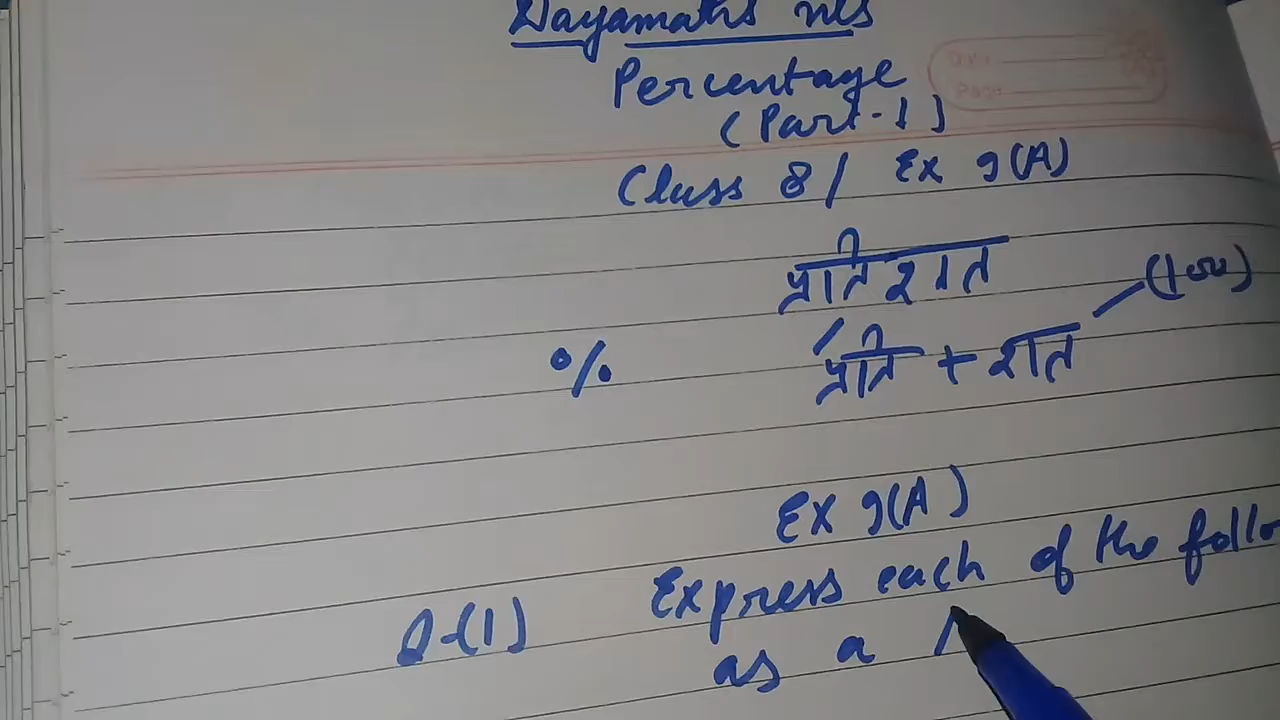 Dayamaths nls
Percentage
(Part-1)
Class 8 / Ex 9(A)
प्रतिशत
% प्रति + शत (100)
Ex 9(A)
Q-(1) Express each of the follo
as a